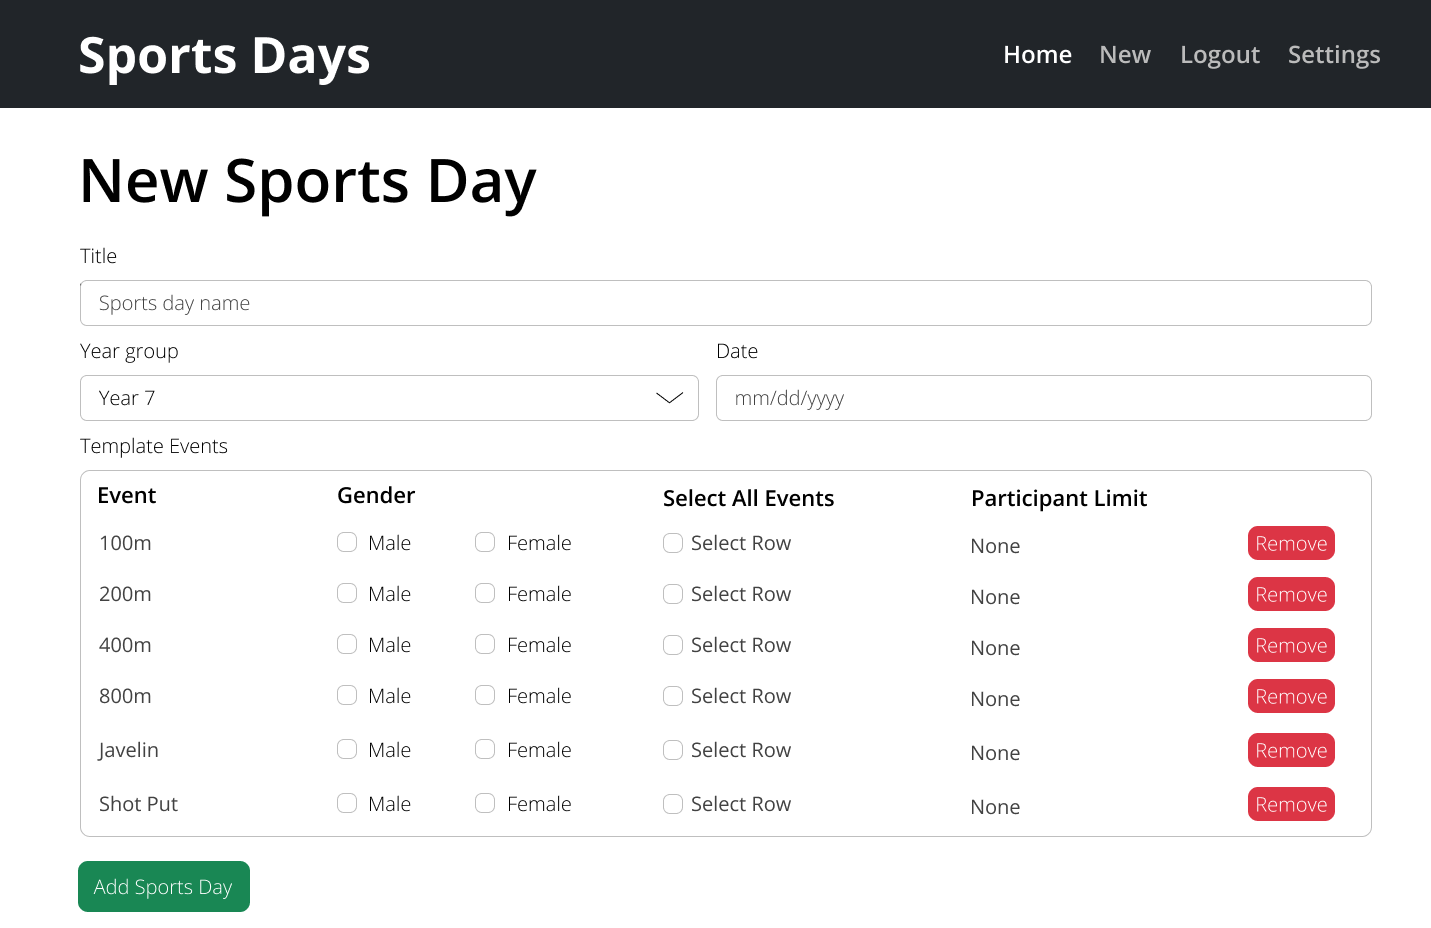 Sports Days Home New Logout Settings
New Sports Day
Title
Sports day name
Year group Date
Year 7 mm/dd/yyyy
Template Events
Event Gender Select All Events Participant Limit
100m Male Female Select Row None Remove
200m Male Female Select Row None Remove
400m Male Female Select Row None Remove
800m Male Female Select Row None Remove
Javelin Male Female Select Row None Remove
Shot Put Male Female Select Row None Remove
Add Sports Day